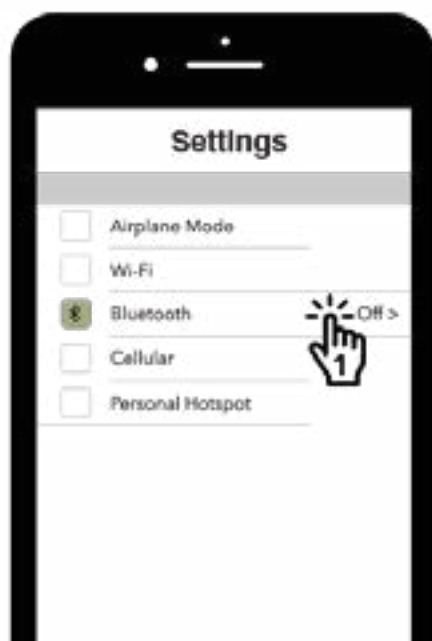 Settings
Airplane Mode
Wi-Fi
Bluetooth Off >
1
Cellular
Personal Hotspot